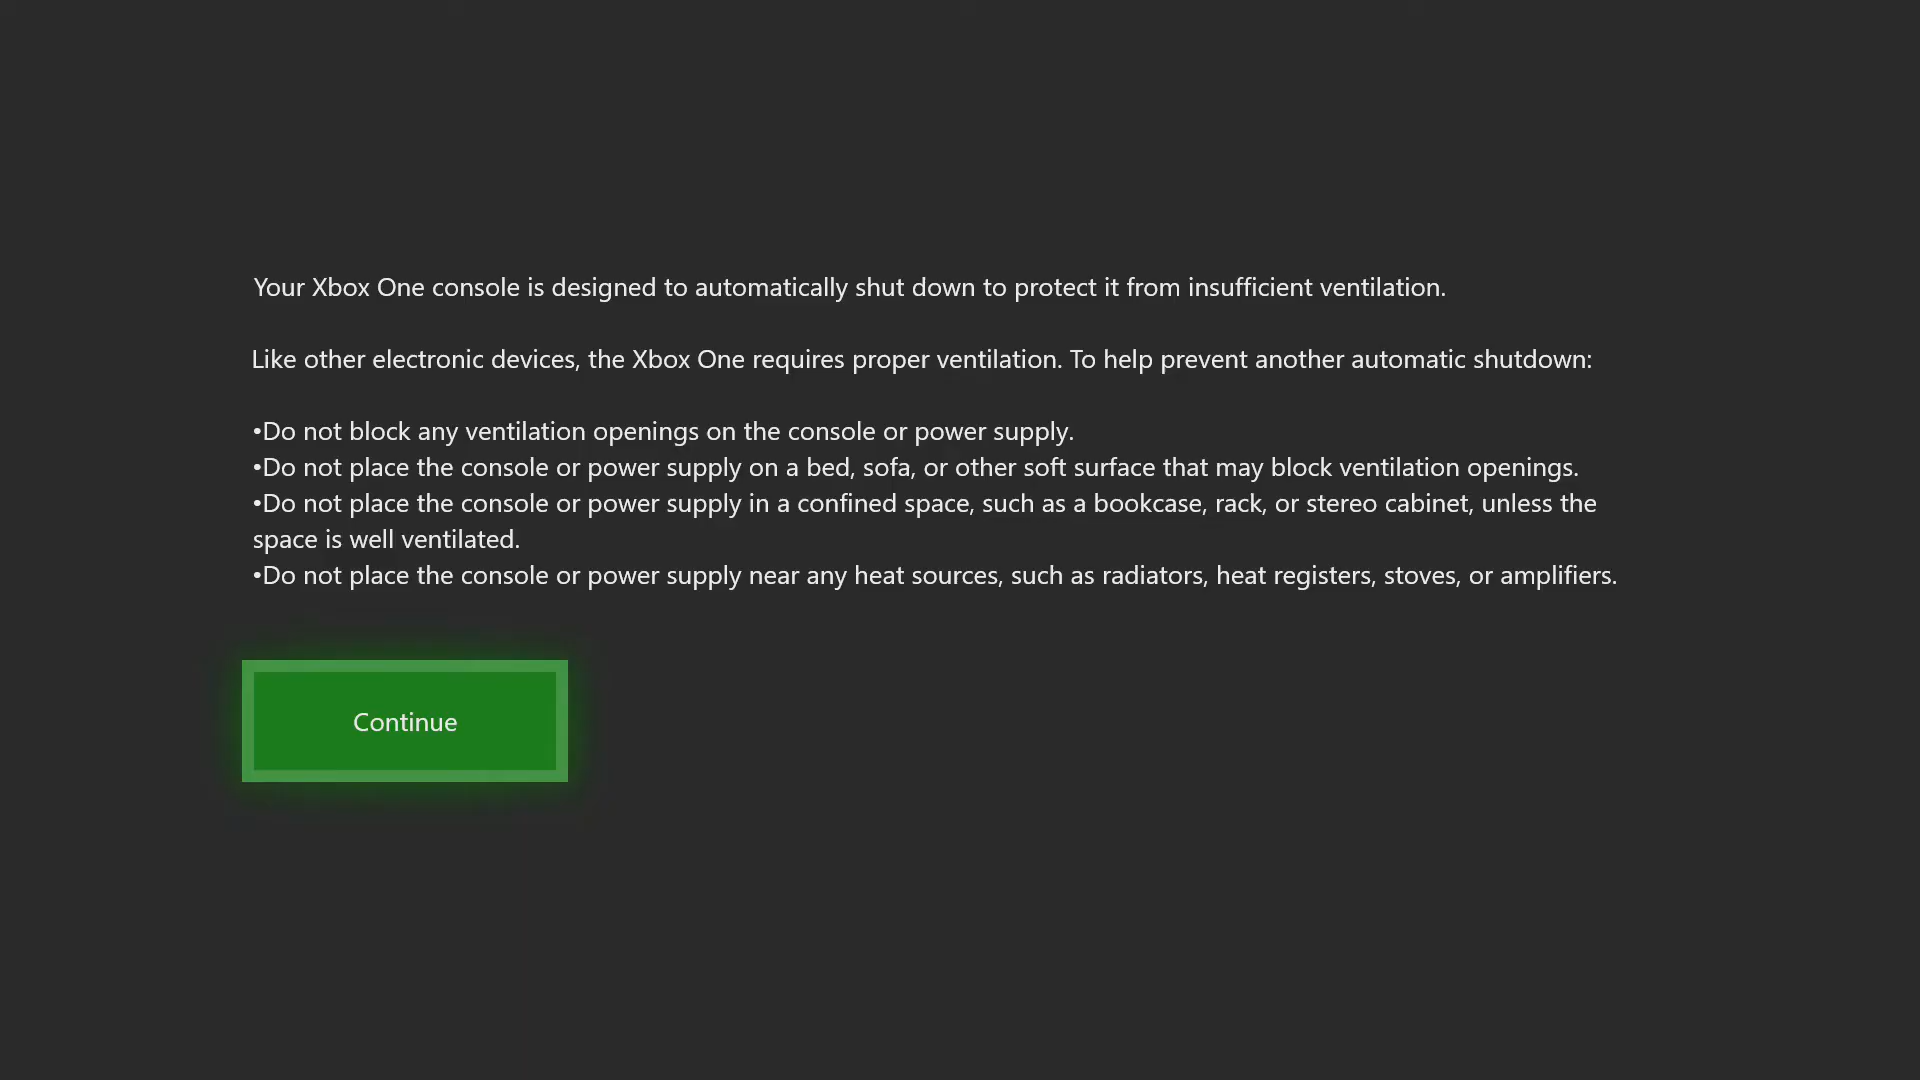 Your Xbox One console is designed to automatically shut down to protect it from insufficient ventilation.
Like other electronic devices, the Xbox One requires proper ventilation. To help prevent another automatic shutdown:
•Do not block any ventilation openings on the console or power supply.
•Do not place the console or power supply on a bed, sofa, or other soft surface that may block ventilation openings.
•Do not place the console or power supply in a confined space, such as a bookcase, rack, or stereo cabinet, unless the
space is well ventilated.
•Do not place the console or power supply near any heat sources, such as radiators, heat registers, stoves, or amplifiers.
Continue